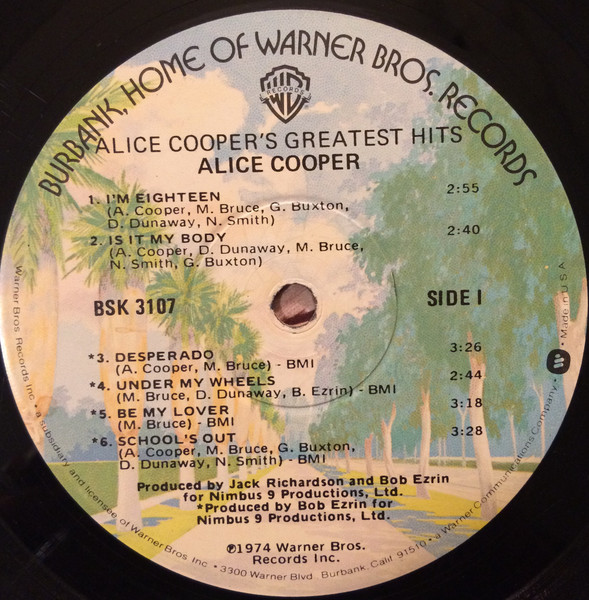 BURBANK, HOME OF WARNER BROS. RECORDS
WB
RECORDS
ALICE COOPER'S GREATEST HITS
ALICE COOPER
1. I'M EIGHTEEN 2:55
(A. Cooper, M. Bruce, G. Buxton,
D. Dunaway, N. Smith)
2. IS IT MY BODY 2:40
(A. Cooper, D. Dunaway, M. Bruce,
N. Smith, G. Buxton)
BSK 3107 SIDE I
*3. DESPERADO 3:26
(A. Cooper, M. Bruce) - BMI
*4. UNDER MY WHEELS 2:44
(M. Bruce, D. Dunaway, B. Ezrin) - BMI
*5. BE MY LOVER 3:18
(M. Bruce) - BMI
*6. SCHOOL'S OUT 3:28
(A. Cooper, M. Bruce, G. Buxton,
D. Dunaway, N. Smith) - BMI
Produced by Jack Richardson and Bob Ezrin
for Nimbus 9 Productions, Ltd.
*Produced by Bob Ezrin for
Nimbus 9 Productions, Ltd.
℗1974 Warner Bros.
Records Inc.
Warner Bros. Records Inc. • a subsidiary and licensee of Warner Bros. Inc. • 3300 Warner Blvd., Burbank, Calif. 91510 • a Warner Communications Company. • Made in U.S.A.